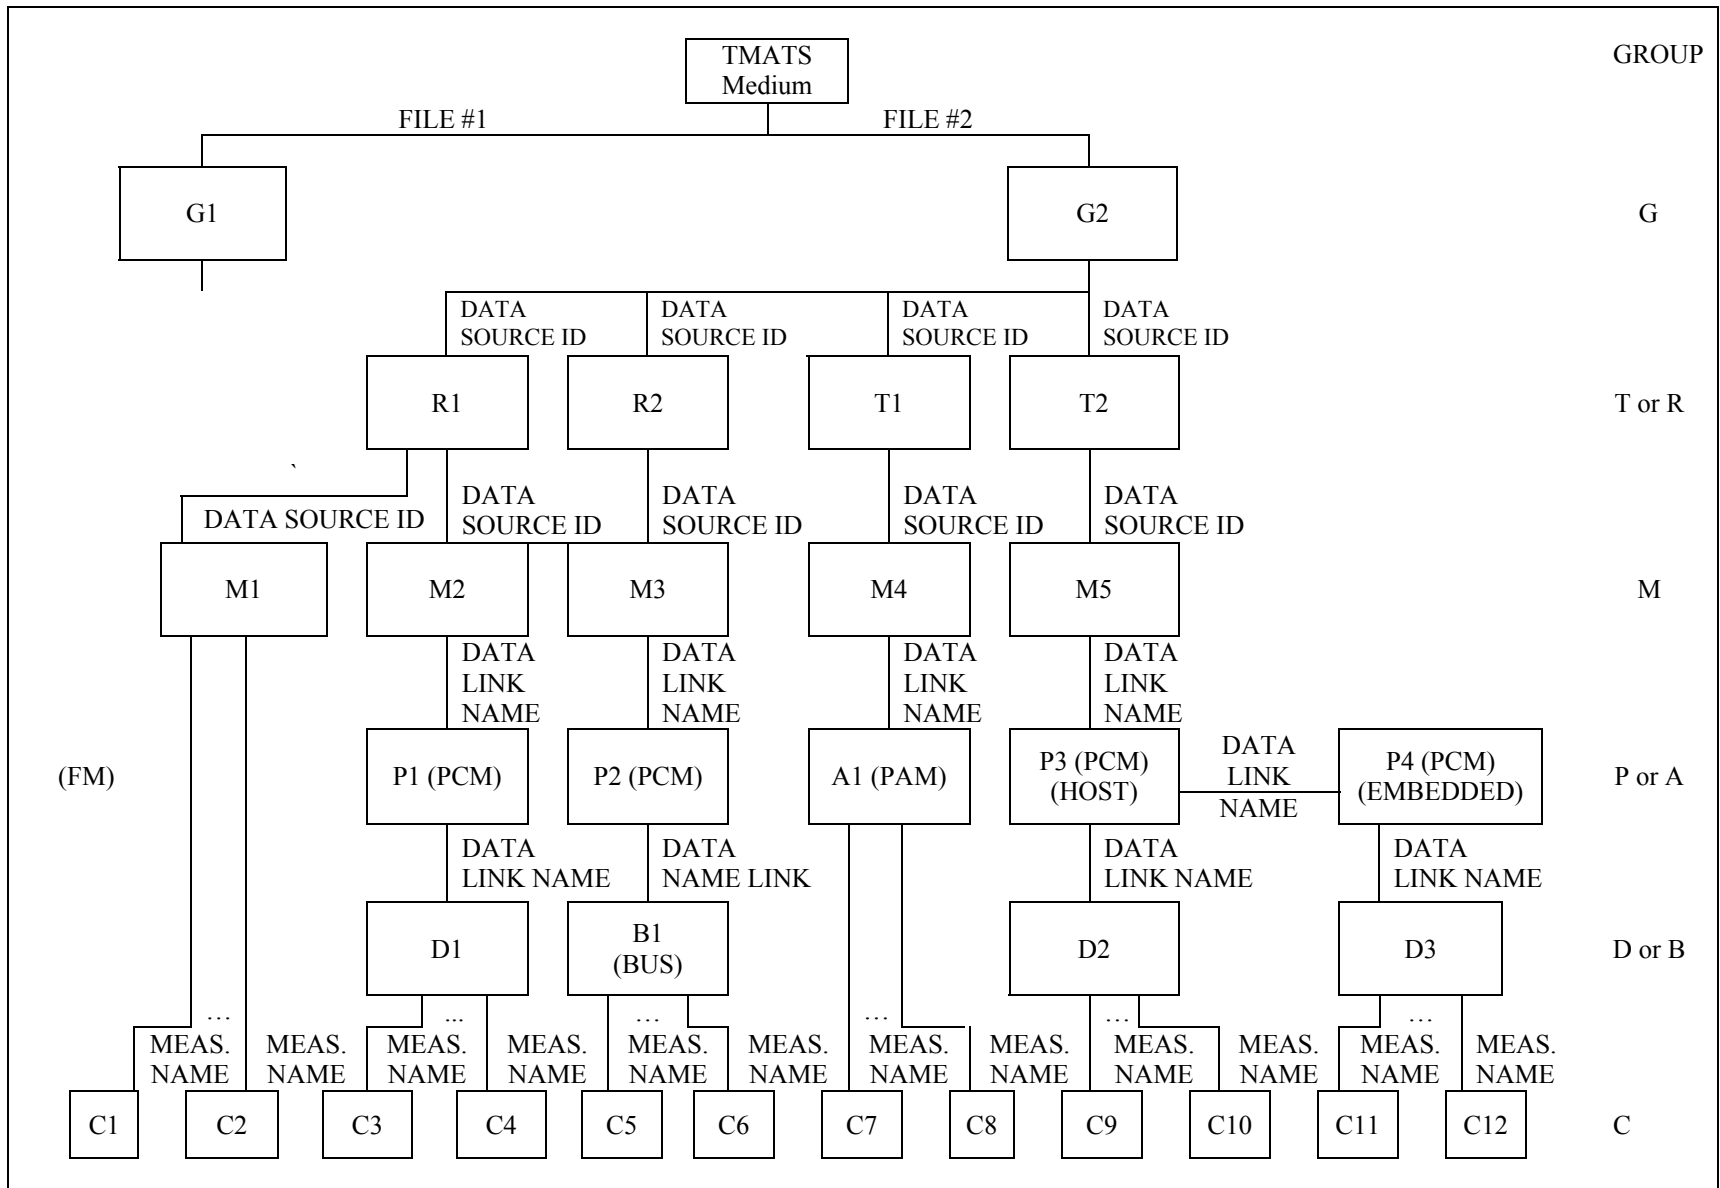 TMATS
Medium
GROUP
FILE #1
FILE #2
G1
G2
G
DATA
SOURCE ID
DATA
SOURCE ID
DATA
SOURCE ID
DATA
SOURCE ID
R1
R2
T1
T2
T or R
`
DATA SOURCE ID
DATA
SOURCE ID
DATA
SOURCE ID
DATA
SOURCE ID
DATA
SOURCE ID
M1
M2
M3
M4
M5
M
DATA
LINK
NAME
DATA
LINK
NAME
DATA
LINK
NAME
DATA
LINK
NAME
(FM)
P1 (PCM)
P2 (PCM)
A1 (PAM)
P3 (PCM)
(HOST)
DATA
LINK
NAME
P4 (PCM)
(EMBEDDED)
P or A
DATA
LINK NAME
DATA
NAME LINK
DATA
LINK NAME
DATA
LINK NAME
D1
B1
(BUS)
D2
D3
D or B
…
...
…
…
…
…
MEAS.
NAME
MEAS.
NAME
MEAS.
NAME
MEAS.
NAME
MEAS.
NAME
MEAS.
NAME
MEAS.
NAME
MEAS.
NAME
MEAS.
NAME
MEAS.
NAME
MEAS.
NAME
MEAS.
NAME
C1
C2
C3
C4
C5
C6
C7
C8
C9
C10
C11
C12
C